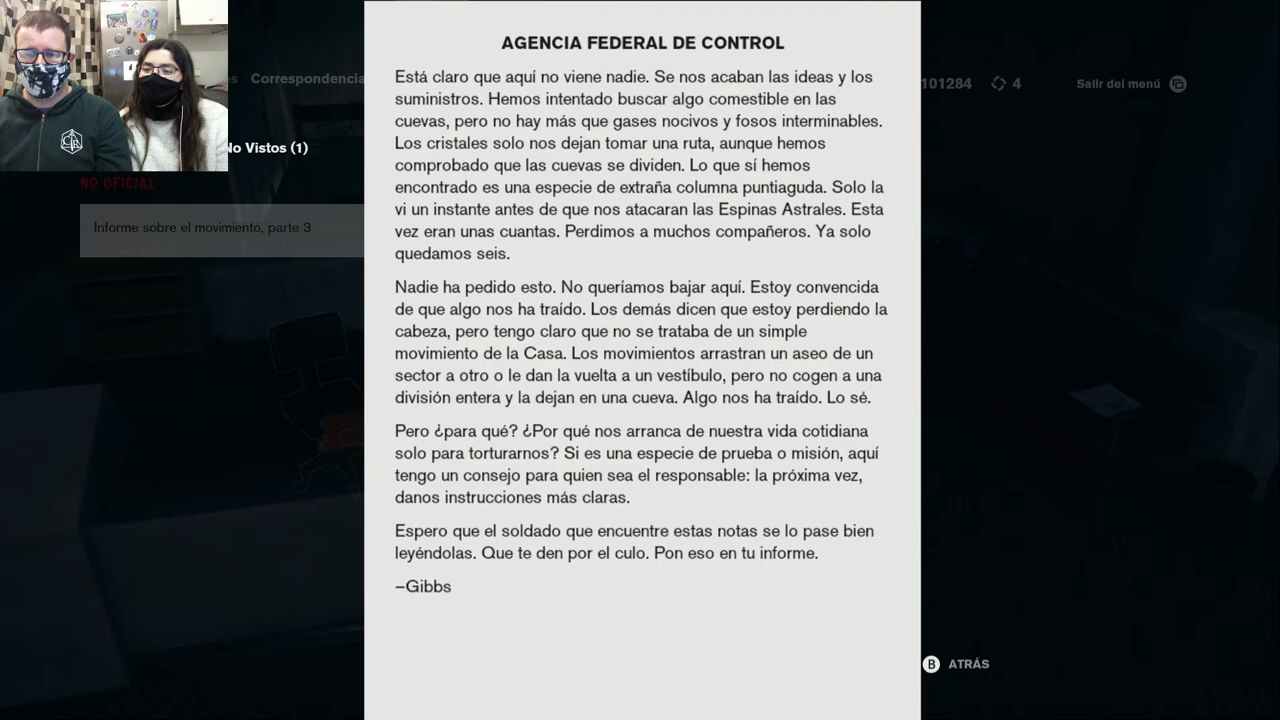 AGENCIA FEDERAL DE CONTROL
Está claro que aquí no viene nadie. Se nos acaban las ideas y los
suministros. Hemos intentado buscar algo comestible en las
cuevas, pero no hay más que gases nocivos y fosos interminables.
Los cristales solo nos dejan tomar una ruta, aunque hemos
comprobado que las cuevas se dividen. Lo que sí hemos
encontrado es una especie de extraña columna puntiaguda. Solo la
vi un instante antes de que nos atacaran las Espinas Astrales. Esta
vez eran unas cuantas. Perdimos a muchos compañeros. Ya solo
quedamos seis.
Nadie ha pedido esto. No queríamos bajar aquí. Estoy convencida
de que algo nos ha traído. Los demás dicen que estoy perdiendo la
cabeza, pero tengo claro que no se trataba de un simple
movimiento de la Casa. Los movimientos arrastran un aseo de un
sector a otro o le dan la vuelta a un vestíbulo, pero no cogen a una
división entera y la dejan en una cueva. Algo nos ha traído. Lo sé.
Pero ¿para qué? ¿Por qué nos arranca de nuestra vida cotidiana
solo para torturarnos? Si es una especie de prueba o misión, aquí
tengo un consejo para quien sea el responsable: la próxima vez,
danos instrucciones más claras.
Espero que el soldado que encuentre estas notas se lo pase bien
leyéndolas. Que te den por el culo. Pon eso en tu informe.
–Gibbs
Correspondencia
No Vistos (1)
NO OFICIAL
Informe sobre el movimiento, parte 3
101284
4
Salir del menú
B ATRÁS